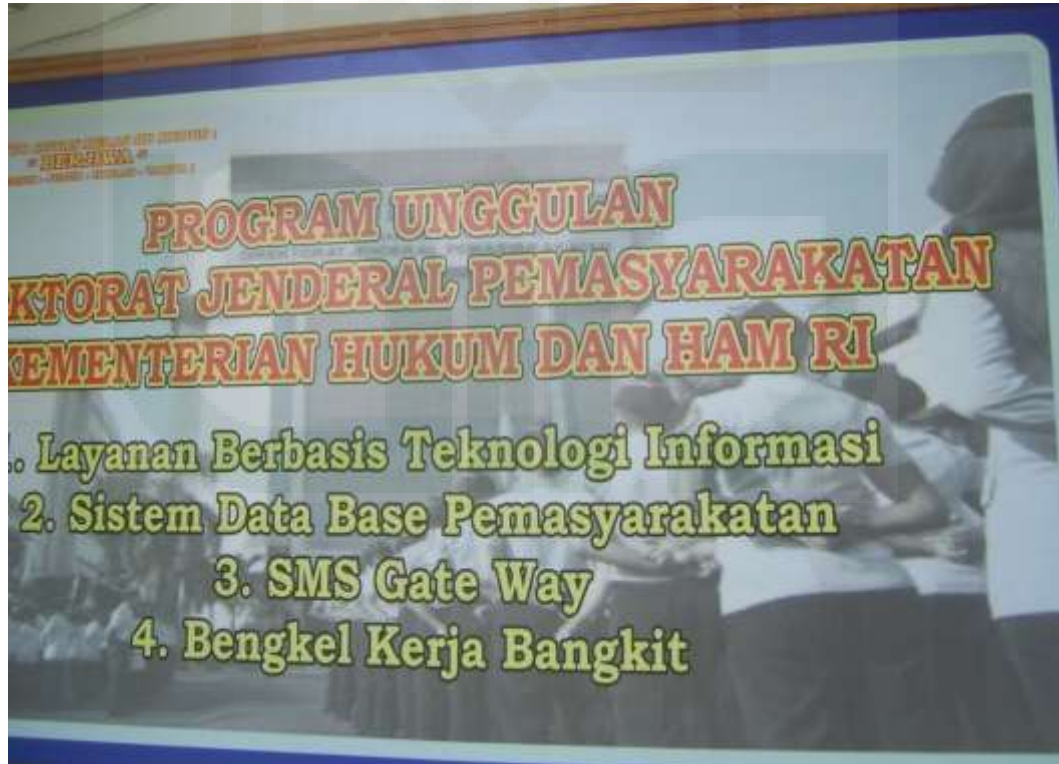 PROGRAM UNGGULAN
KTORAT JENDERAL PEMASYARAKATAN
KEMENTERIAN HUKUM DAN HAM RI
1. Layanan Berbasis Teknologi Informasi
2. Sistem Data Base Pemasyarakatan
3. SMS Gate Way
4. Bengkel Kerja Bangkit